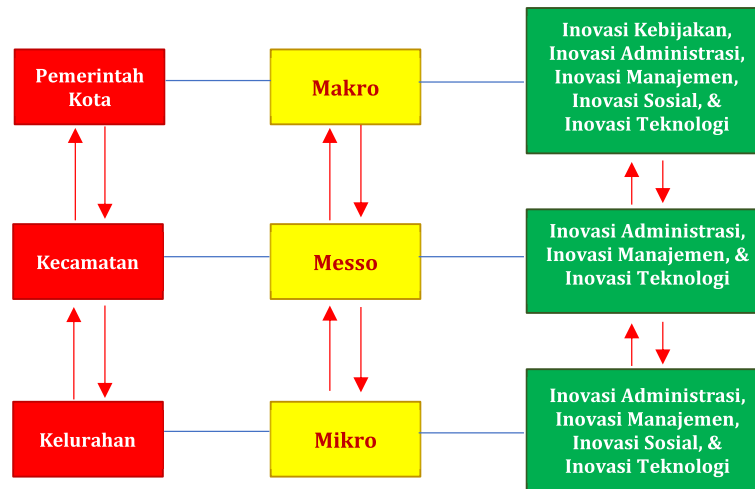 Pemerintah
Kota
Makro
Inovasi Kebijakan,
Inovasi Administrasi,
Inovasi Manajemen,
Inovasi Sosial, &
Inovasi Teknologi
Kecamatan
Messo
Inovasi Administrasi,
Inovasi Manajemen, &
Inovasi Teknologi
Kelurahan
Mikro
Inovasi Administrasi,
Inovasi Manajemen,
Inovasi Sosial, &
Inovasi Teknologi